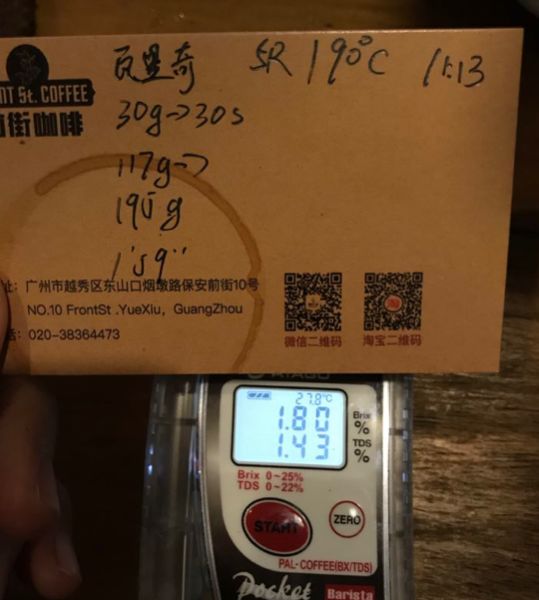 瓦里奇 5R 190°C 1:13
NT St. COFFEE
街咖啡
30g->30s
117g->
195g
1'59"
址: 广州市越秀区东山口烟墩路保安前街10号
NO.10 FrontSt .YueXiu, GuangZhou
: 020-38364473
微信二维码 淘宝二维码
ATAGO
27.8°C
1.80 Brix %
1.43 TDS %
Brix 0~25%
TDS 0~22%
START ZERO
PAL-COFFEE(BX/TDS)
Pocket Barista